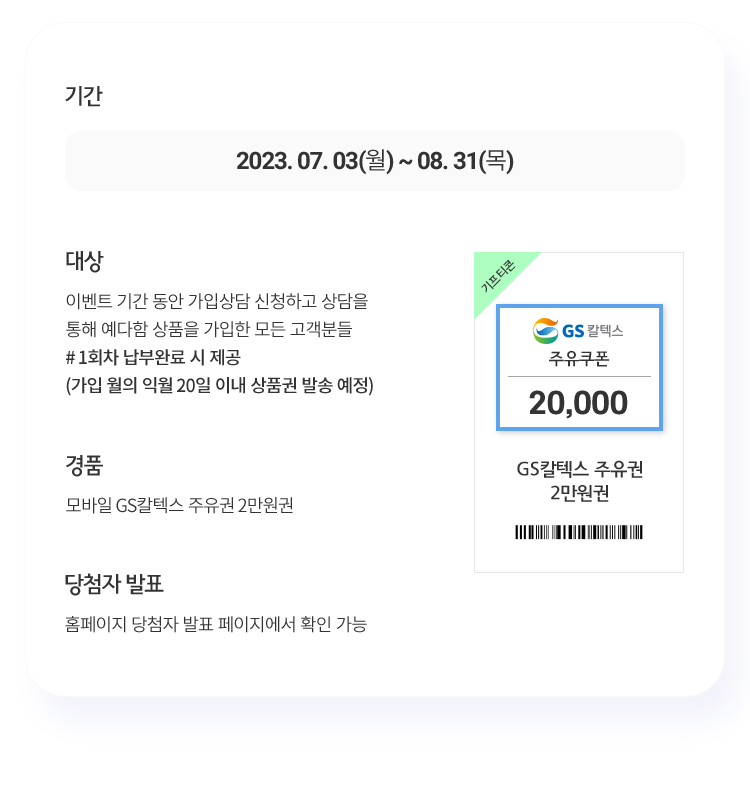 기간
2023. 07. 03(월) ~ 08. 31(목)
대상
이벤트 기간 동안 가입상담 신청하고 상담을
통해 예다함 상품을 가입한 모든 고객분들
# 1회차 납부완료 시 제공
(가입 월의 익월 20일 이내 상품권 발송 예정)
경품
모바일 GS칼텍스 주유권 2만원권
당첨자 발표
홈페이지 당첨자 발표 페이지에서 확인 가능
기프티콘
GS 칼텍스
주유쿠폰
20,000
GS칼텍스 주유권
2만원권